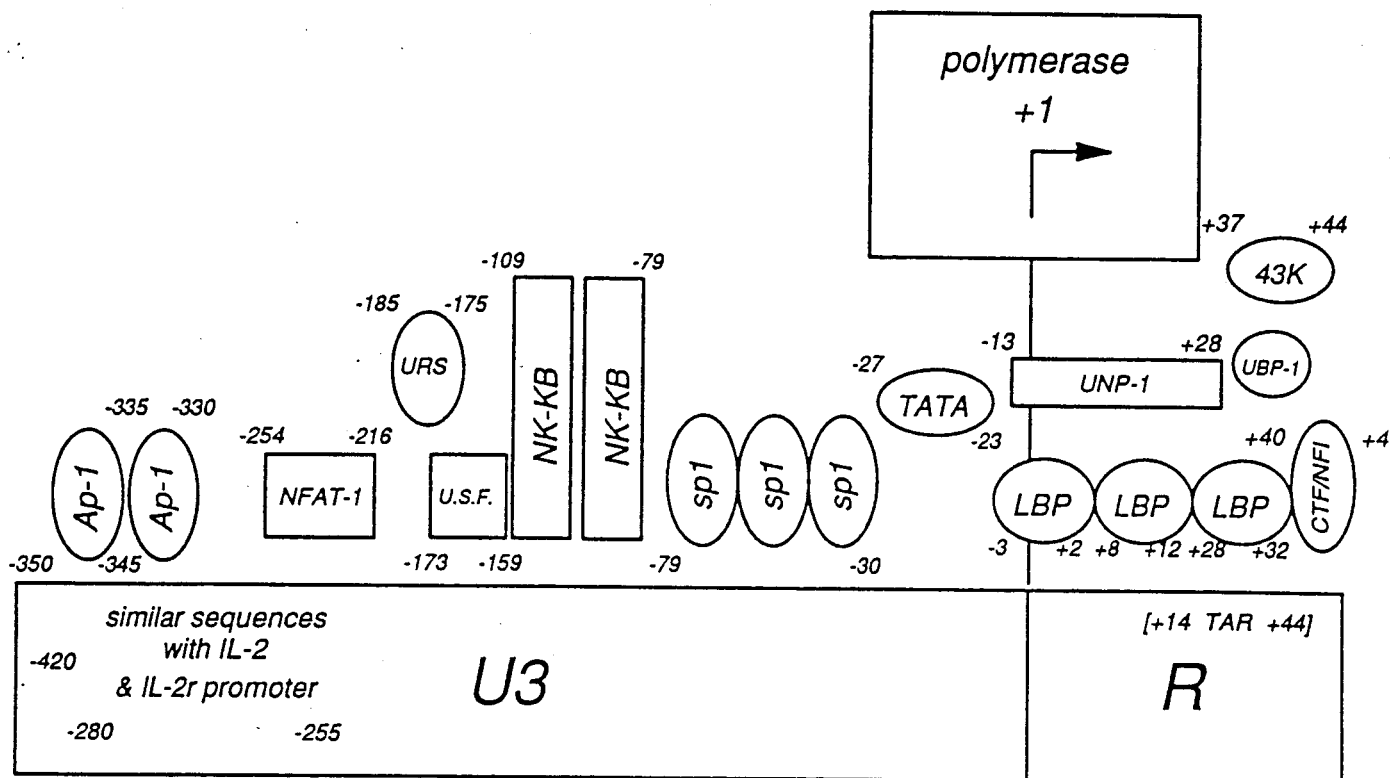 polymerase
+1
+37 +44
43K
-109 -79
-185 -175
URS
NK-KB
NK-KB
-13 +28
UNP-1
UBP-1
-27
TATA
-23
-335 -330
Ap-1
Ap-1
-254 -216
NFAT-1
U.S.F.
sp1
sp1
sp1
+40 +4
LBP
LBP
LBP
CTF/NFI
-350 -345
-173 -159
-79 -30
-3 +2 +8 +12 +28 +32
similar sequences
with IL-2
-420
& IL-2r promoter
-280 -255
U3
[+14 TAR +44]
R